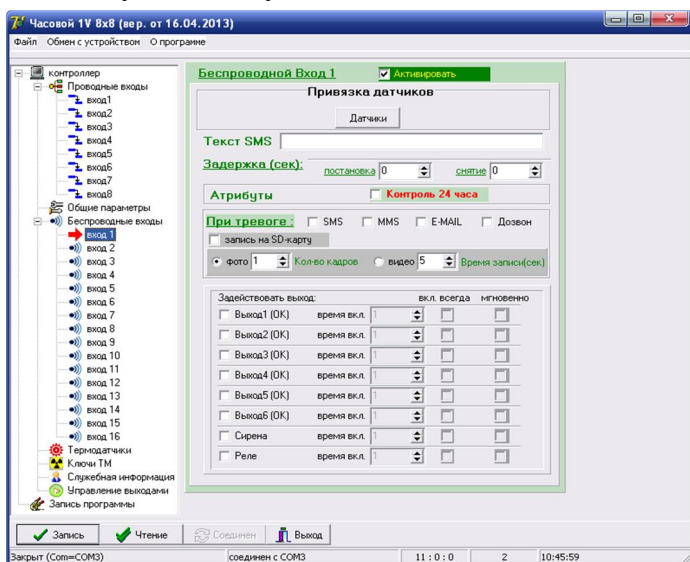 Часовой 1V 8x8 (вер. от 16.04.2013)
Файл Обмен с устройством О программе
контроллер
Проводные входы
вход1
вход2
вход3
вход4
вход5
вход6
вход7
вход8
Общие параметры
Беспроводные входы
вход 1
вход 2
вход 3
вход 4
вход 5
вход 6
вход 7
вход 8
вход 9
вход 10
вход 11
вход 12
вход 13
вход 14
вход 15
вход 16
Термодатчики
Ключи ТМ
Служебная информация
Управление выходами
Запись программы
Беспроводной Вход 1 Активировать
Привязка датчиков
Датчики
Текст SMS
Задержка (сек): постановка 0 снятие 0
Атрибуты Контроль 24 часа
При тревоге : SMS MMS E-MAIL Дозвон
запись на SD-карту
фото 1 Кол-во кадров видео 5 Время записи(сек)
Задействовать выход: вкл. всегда мгновенно
Выход1 (ОК) время вкл. 1
Выход2 (ОК) время вкл. 1
Выход3 (ОК) время вкл. 1
Выход4 (ОК) время вкл. 1
Выход5 (ОК) время вкл. 1
Выход6 (ОК) время вкл. 1
Сирена время вкл. 1
Реле время вкл. 1
Запись Чтение Соединен Выход
Закрыт (Com=COM3) соединен с COM3 11 : 0 : 0 2 10:45:59